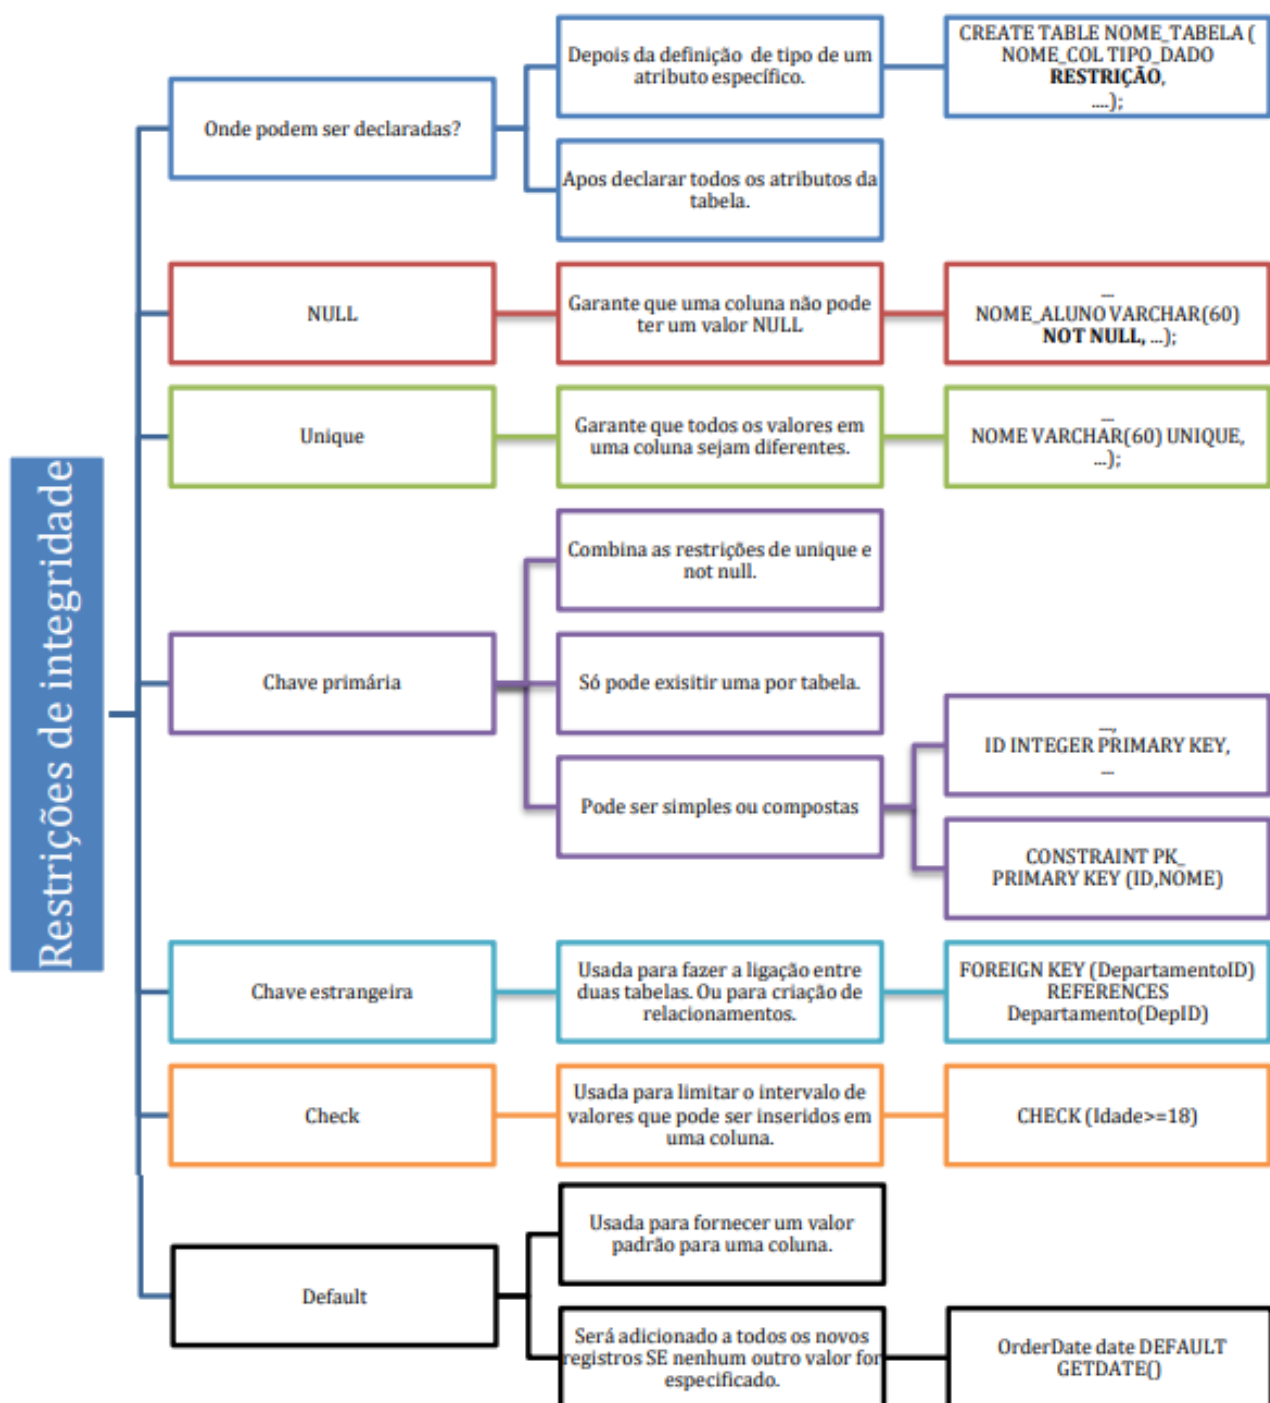 Restrições de integridade
Onde podem ser declaradas?
Depois da definição de tipo de um
atributo específico.
CREATE TABLE NOME_TABELA (
NOME_COL TIPO_DADO
RESTRIÇÃO,
....);
Apos declarar todos os atributos da
tabela.
NULL
Garante que uma coluna não pode
ter um valor NULL
...
NOME_ALUNO VARCHAR(60)
NOT NULL, ...);
Unique
Garante que todos os valores em
uma coluna sejam diferentes.
...
NOME VARCHAR(60) UNIQUE,
...);
Chave primária
Combina as restrições de unique e
not null.
Só pode exisitir uma por tabela.
Pode ser simples ou compostas
...,
ID INTEGER PRIMARY KEY,
...
CONSTRAINT PK_
PRIMARY KEY (ID,NOME)
Chave estrangeira
Usada para fazer a ligação entre
duas tabelas. Ou para criação de
relacionamentos.
FOREIGN KEY (DepartamentoID)
REFERENCES
Departamento(DepID)
Check
Usada para limitar o intervalo de
valores que pode ser inseridos em
uma coluna.
CHECK (Idade>=18)
Default
Usada para fornecer um valor
padrão para uma coluna.
Será adicionado a todos os novos
registros SE nenhum outro valor for
especificado.
OrderDate date DEFAULT
GETDATE()